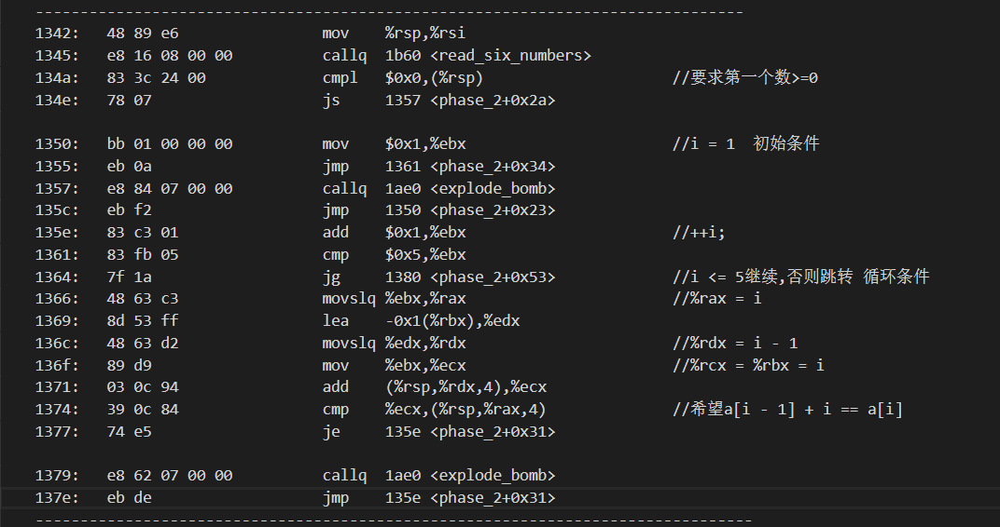 --------------------------------------------------------------------------
1342:   48 89 e6                mov    %rsp,%rsi
1345:   e8 16 08 00 00          callq  1b60 <read_six_numbers>
134a:   83 3c 24 00             cmpl   $0x0,(%rsp)                   //要求第一个数>=0
134e:   78 07                   js     1357 <phase_2+0x2a>
1350:   bb 01 00 00 00          mov    $0x1,%ebx                     //i = 1  初始条件
1355:   eb 0a                   jmp    1361 <phase_2+0x34>
1357:   e8 84 07 00 00          callq  1ae0 <explode_bomb>
135c:   eb f2                   jmp    1350 <phase_2+0x23>
135e:   83 c3 01                add    $0x1,%ebx                     //++i;
1361:   83 fb 05                cmp    $0x5,%ebx
1364:   7f 1a                   jg     1380 <phase_2+0x53>           //i <= 5继续,否则跳转 循环条件
1366:   48 63 c3                movslq %ebx,%rax                     //%rax = i
1369:   8d 53 ff                lea    -0x1(%rbx),%edx
136c:   48 63 d2                movslq %edx,%rdx                     //%rdx = i - 1
136f:   89 d9                   mov    %ebx,%ecx                     //%rcx = %rbx = i
1371:   03 0c 94                add    (%rsp,%rdx,4),%ecx
1374:   39 0c 84                cmp    %ecx,(%rsp,%rax,4)            //希望a[i - 1] + i == a[i]
1377:   74 e5                   je     135e <phase_2+0x31>
1379:   e8 62 07 00 00          callq  1ae0 <explode_bomb>
137e:   eb de                   jmp    135e <phase_2+0x31>
---------------------------------------------------------------------------